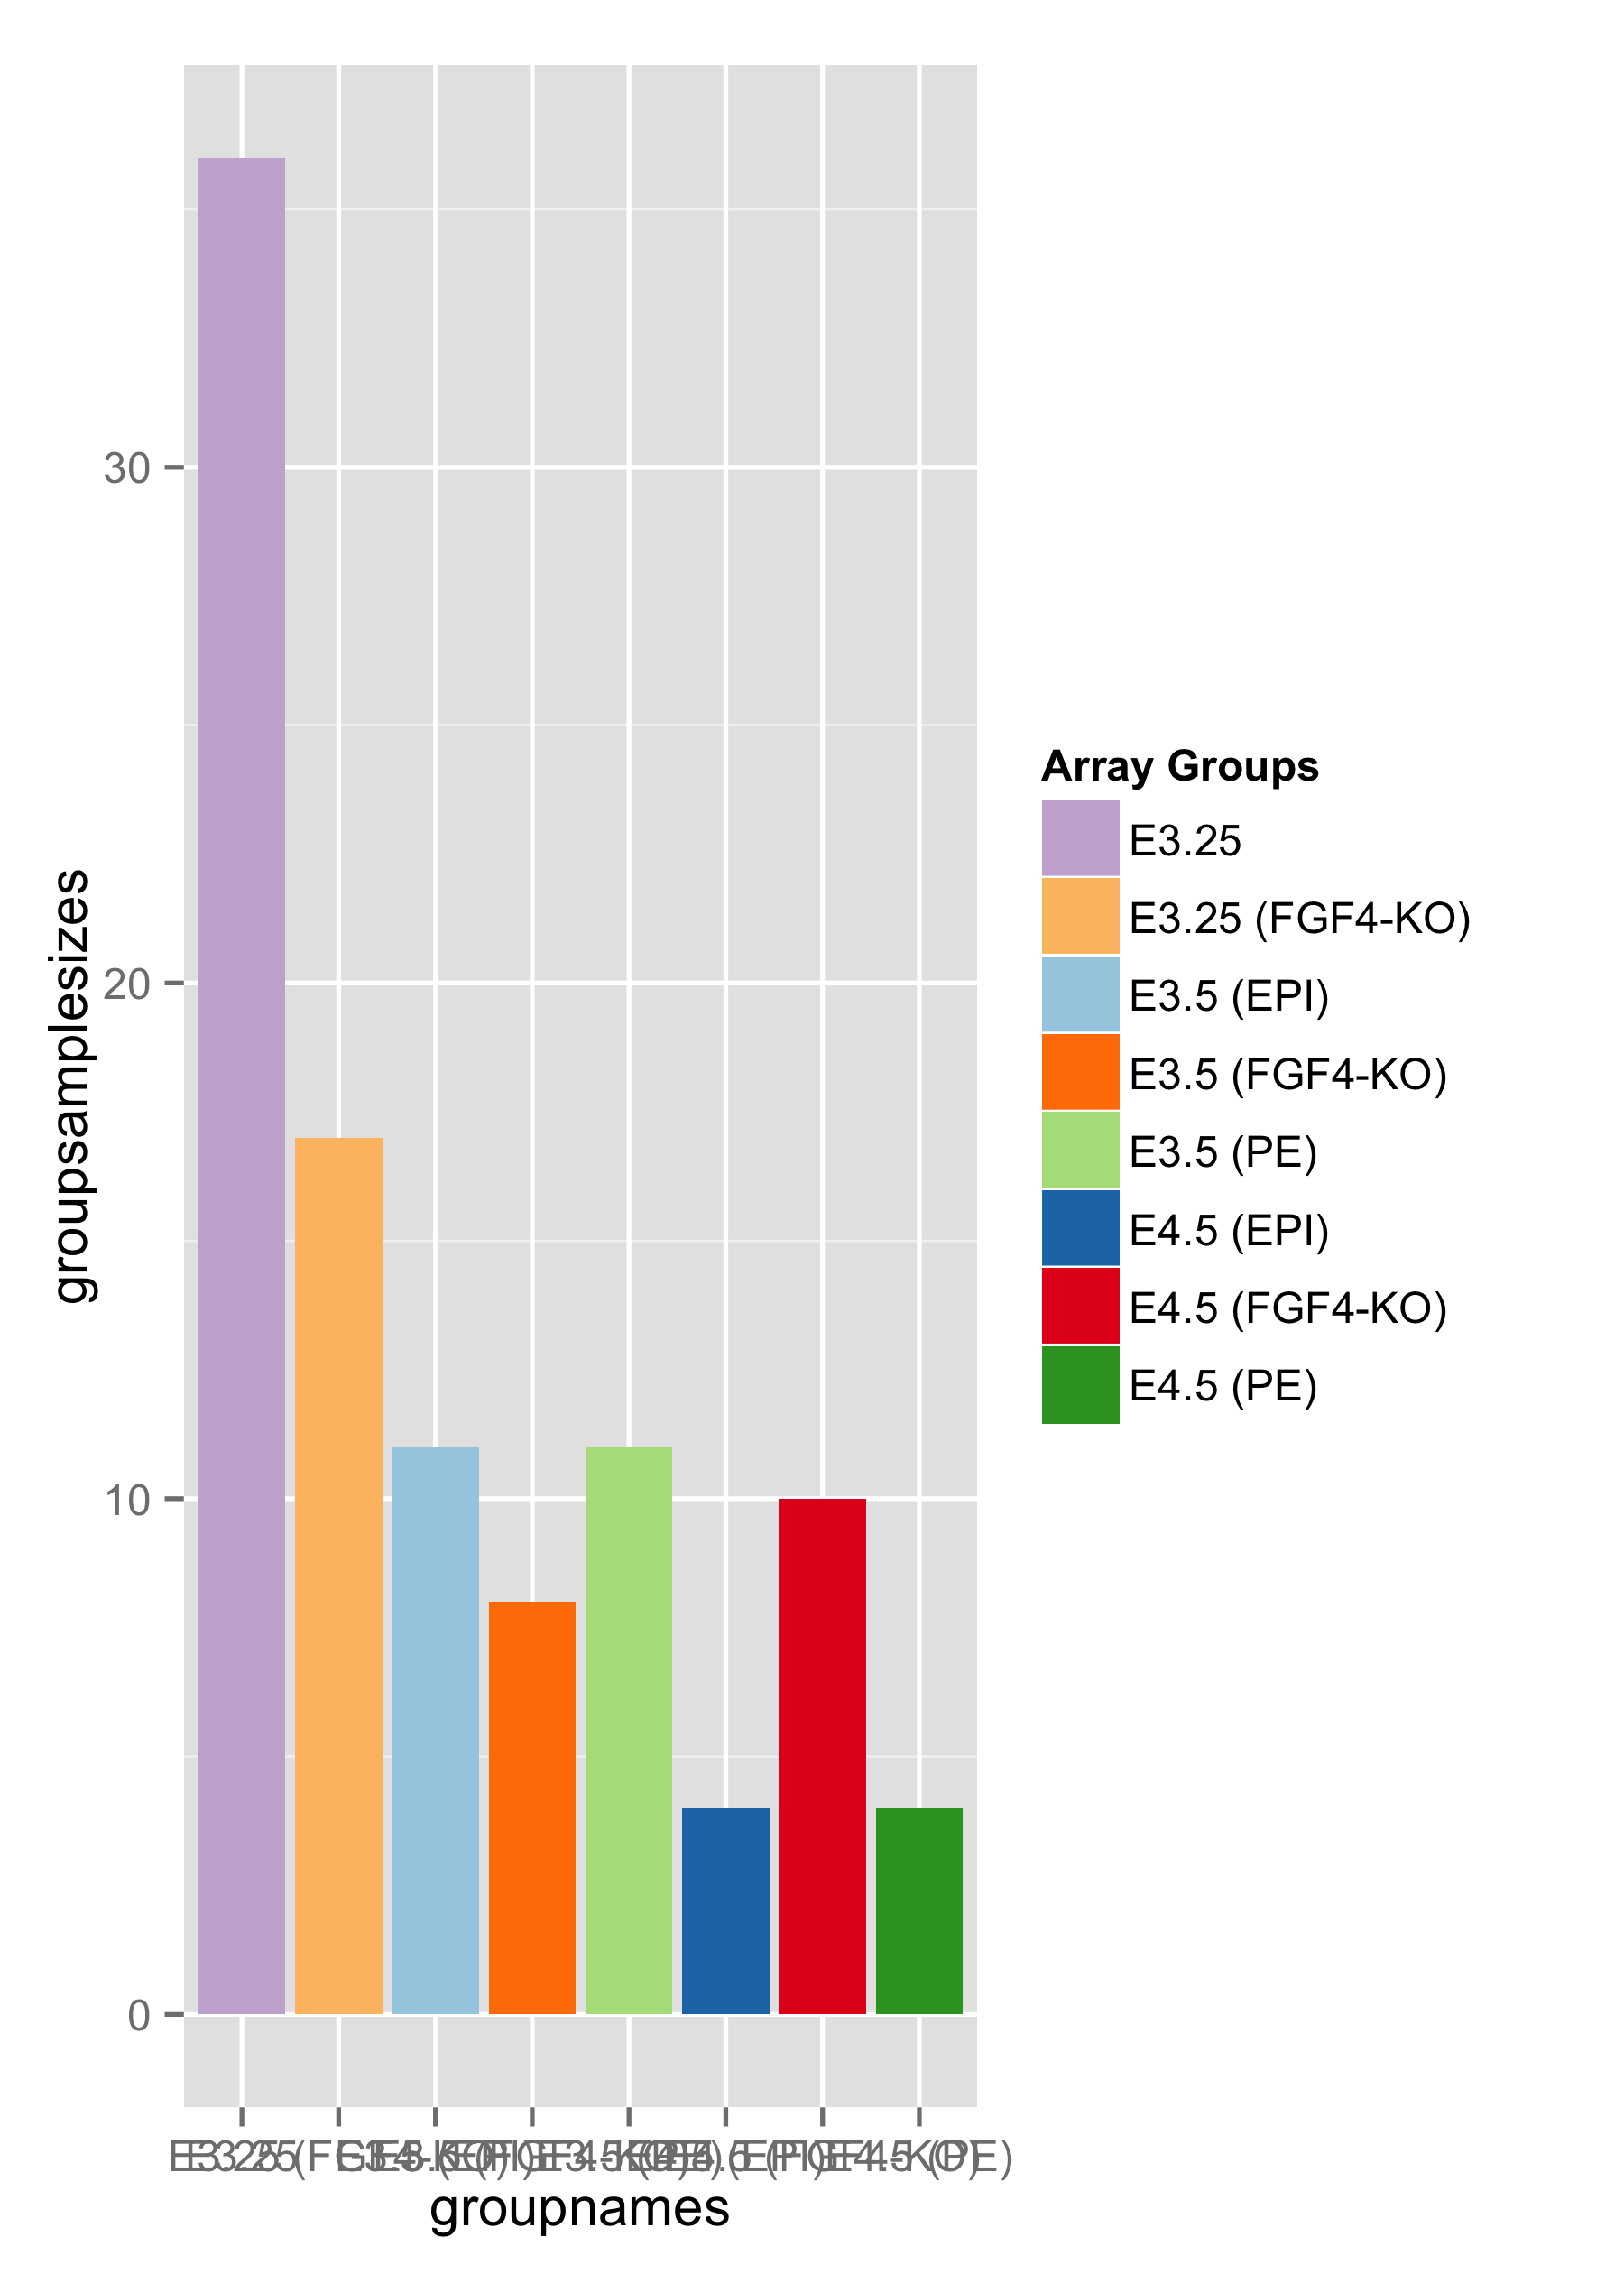 30
20
10
0
groupsamplesizes
groupnames
Array Groups
E3.25
E3.25 (FGF4-KO)
E3.5 (EPI)
E3.5 (FGF4-KO)
E3.5 (PE)
E4.5 (EPI)
E4.5 (FGF4-KO)
E4.5 (PE)